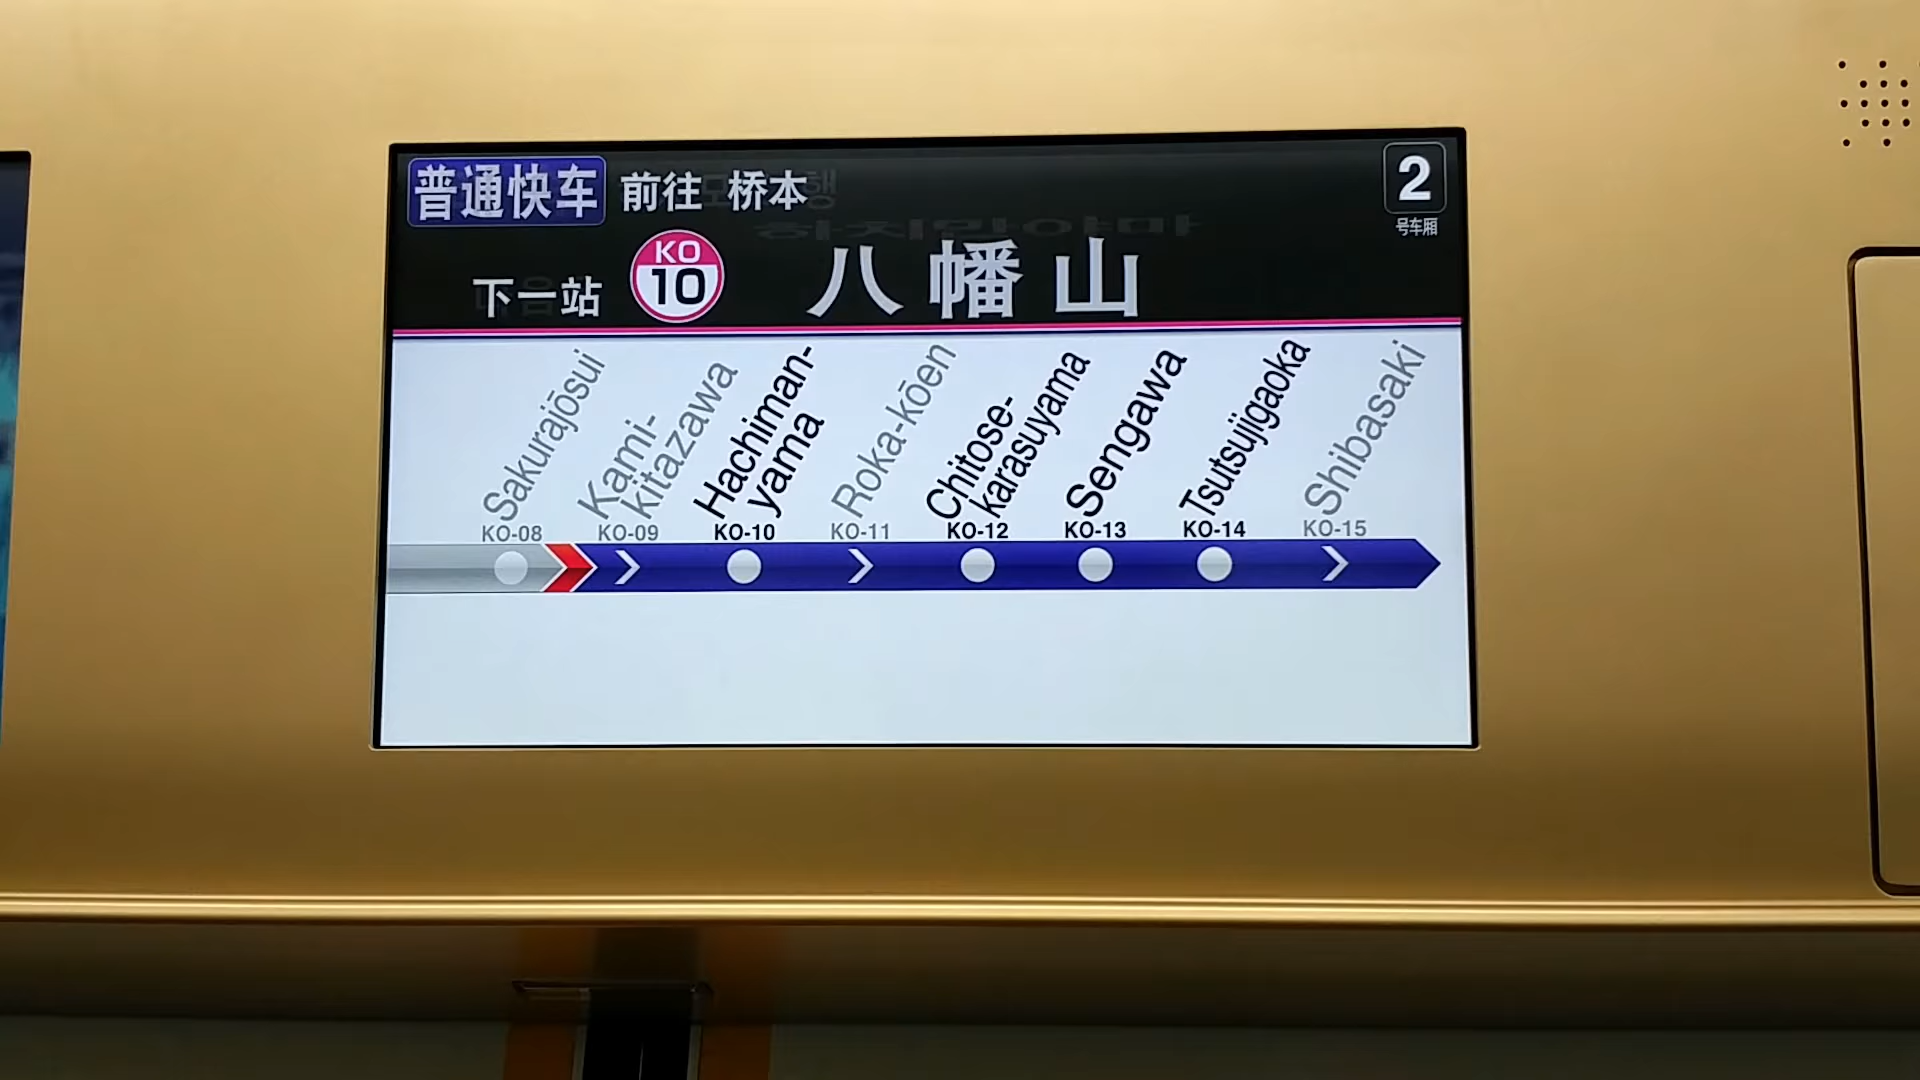 普通快车 前往 桥本
2
号车厢
下一站 KO 10 八幡山
Sakurajōsui
Kami-
kitazawa
Hachiman-
yama
Roka-kōen
Chitose-
karasuyama
Sengawa
Tsutsujigaoka
Shibasaki
KO-08 KO-09 KO-10 KO-11 KO-12 KO-13 KO-14 KO-15